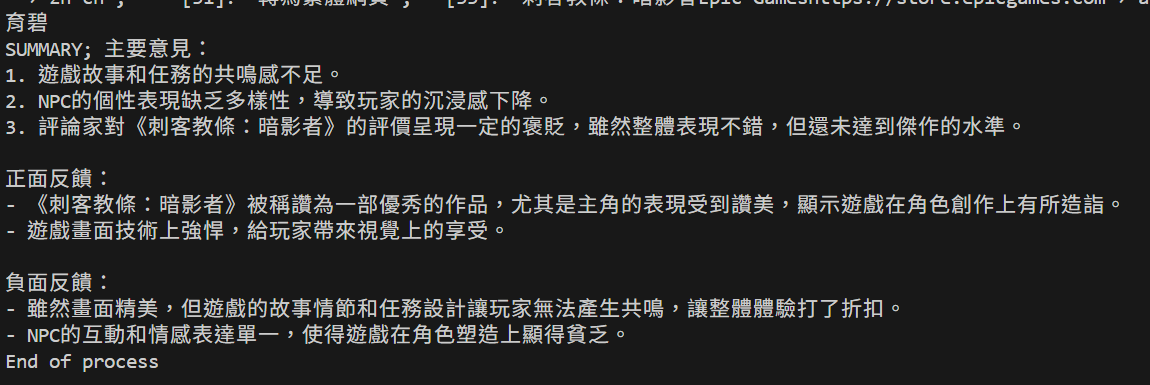 育碧
SUMMARY; 主要意見：
1. 遊戲故事和任務的共鳴感不足。
2. NPC的個性表現缺乏多樣性，導致玩家的沉浸感下降。
3. 評論家對《刺客教條：暗影者》的評價呈現一定的褒貶，雖然整體表現不錯，但還未達到傑作的水準。
正面反饋：
- 《刺客教條：暗影者》被稱讚為一部優秀的作品，尤其是主角的表現受到讚美，顯示遊戲在角色創作上有所造詣。
- 遊戲畫面技術上強悍，給玩家帶來視覺上的享受。
負面反饋：
- 雖然畫面精美，但遊戲的故事情節和任務設計讓玩家無法產生共鳴，讓整體體驗打了折扣。
- NPC的互動和情感表達單一，使得遊戲在角色塑造上顯得貧乏。
End of process